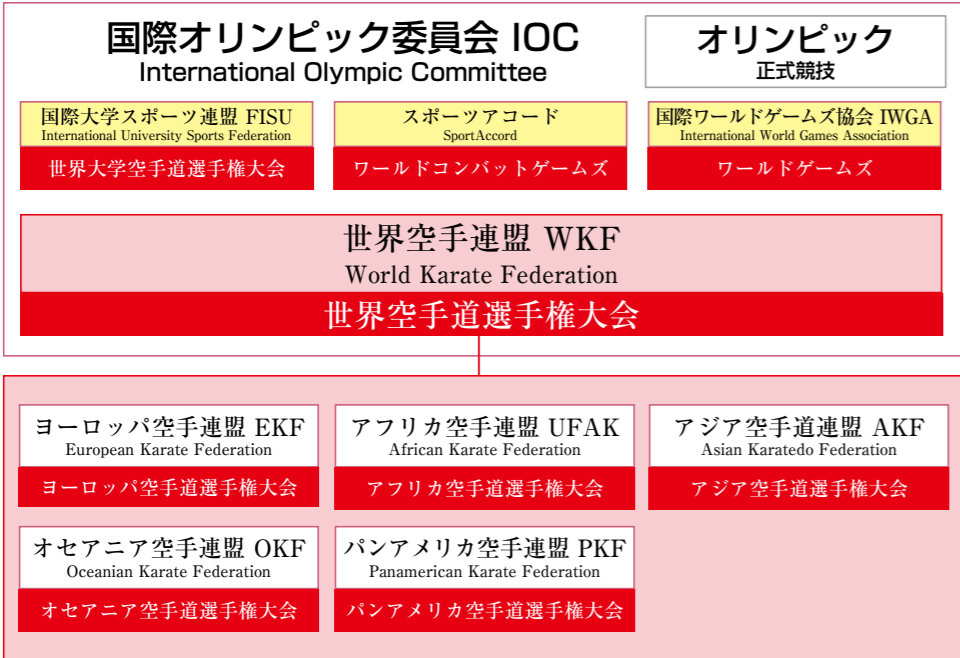 国際オリンピック委員会 IOC
International Olympic Committee
オリンピック
正式競技
国際大学スポーツ連盟 FISU
International University Sports Federation
世界大学空手道選手権大会
スポーツアコード
SportAccord
ワールドコンバットゲームズ
国際ワールドゲームズ協会 IWGA
International World Games Association
ワールドゲームズ
世界空手連盟 WKF
World Karate Federation
世界空手道選手権大会
ヨーロッパ空手連盟 EKF
European Karate Federation
ヨーロッパ空手道選手権大会
アフリカ空手連盟 UFAK
African Karate Federation
アフリカ空手道選手権大会
アジア空手道連盟 AKF
Asian Karatedo Federation
アジア空手道選手権大会
オセアニア空手連盟 OKF
Oceanian Karate Federation
オセアニア空手道選手権大会
パンアメリカ空手連盟 PKF
Panamerican Karate Federation
パンアメリカ空手道選手権大会